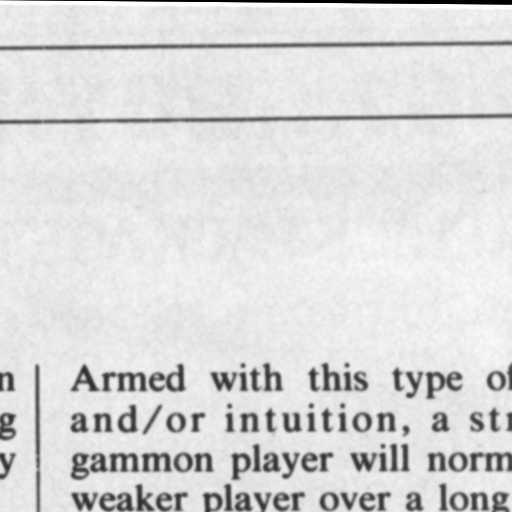 n
g
y
Armed with this type of
and/or intuition, a str
gammon player will norm
weaker player over a long